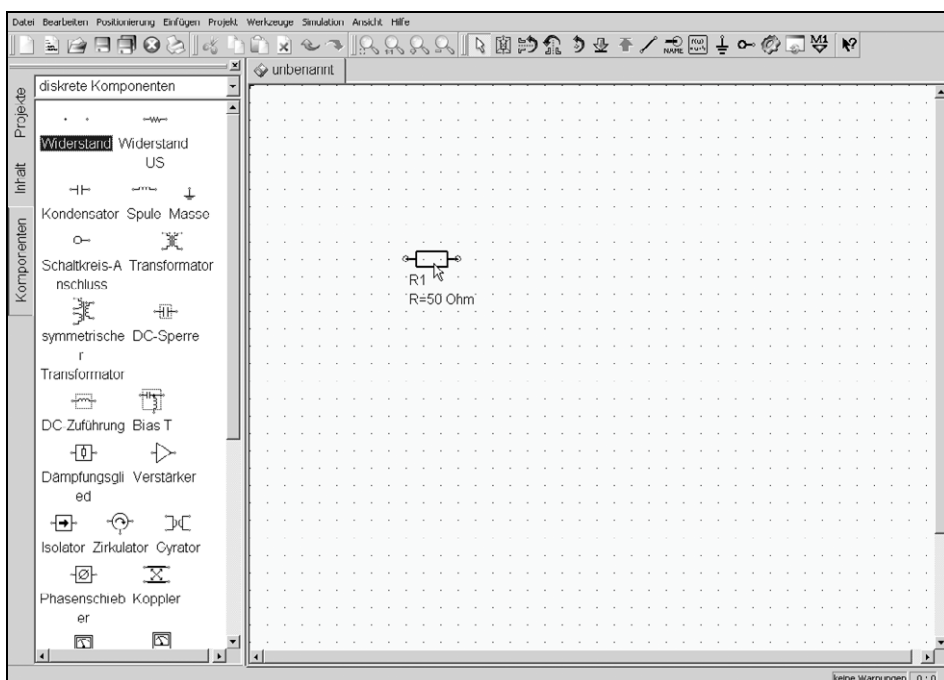 Datei Bearbeiten Positionierung Einfügen Projekt Werkzeuge Simulation Ansicht Hilfe
NAME
M1
unbenannt
Projekte
Inhalt
Komponenten
diskrete Komponenten
Widerstand Widerstand
US
Kondensator Spule Masse
Schaltkreis-A Transformator
nschluss
symmetrische DC-Sperre
r
Transformator
DC-Zuführung Bias T
Dämpfungsgli Verstärker
ed
Isolator Zirkulator Gyrator
Phasenschieb Koppler
er
R1
R=50 Ohm
keine Warnungen 0 : 0